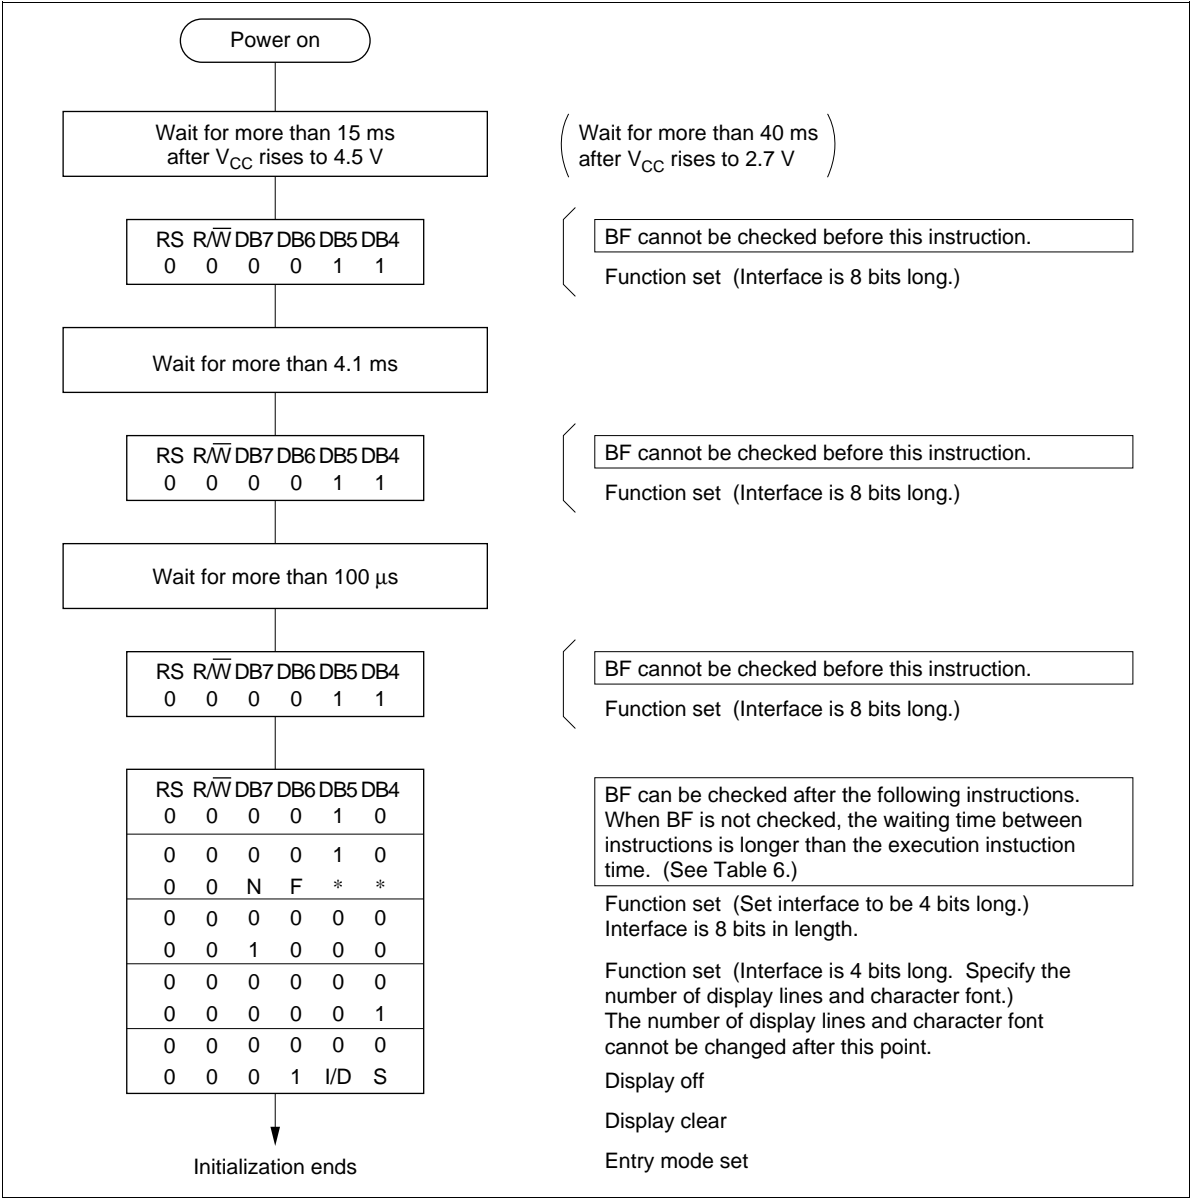 Power on
Wait for more than 15 ms
after VCC rises to 4.5 V
Wait for more than 40 ms
after VCC rises to 2.7 V
RS R/W̅ DB7 DB6 DB5 DB4
0 0 0 0 1 1
BF cannot be checked before this instruction.
Function set (Interface is 8 bits long.)
Wait for more than 4.1 ms
RS R/W̅ DB7 DB6 DB5 DB4
0 0 0 0 1 1
BF cannot be checked before this instruction.
Function set (Interface is 8 bits long.)
Wait for more than 100 µs
RS R/W̅ DB7 DB6 DB5 DB4
0 0 0 0 1 1
BF cannot be checked before this instruction.
Function set (Interface is 8 bits long.)
RS R/W̅ DB7 DB6 DB5 DB4
0 0 0 0 1 0
0 0 0 0 1 0
0 0 N F * *
0 0 0 0 0 0
0 0 1 0 0 0
0 0 0 0 0 0
0 0 0 0 0 1
0 0 0 0 0 0
0 0 0 1 I/D S
BF can be checked after the following instructions.
When BF is not checked, the waiting time between
instructions is longer than the execution instuction
time. (See Table 6.)
Function set (Set interface to be 4 bits long.)
Interface is 8 bits in length.
Function set (Interface is 4 bits long. Specify the
number of display lines and character font.)
The number of display lines and character font
cannot be changed after this point.
Display off
Display clear
Entry mode set
Initialization ends